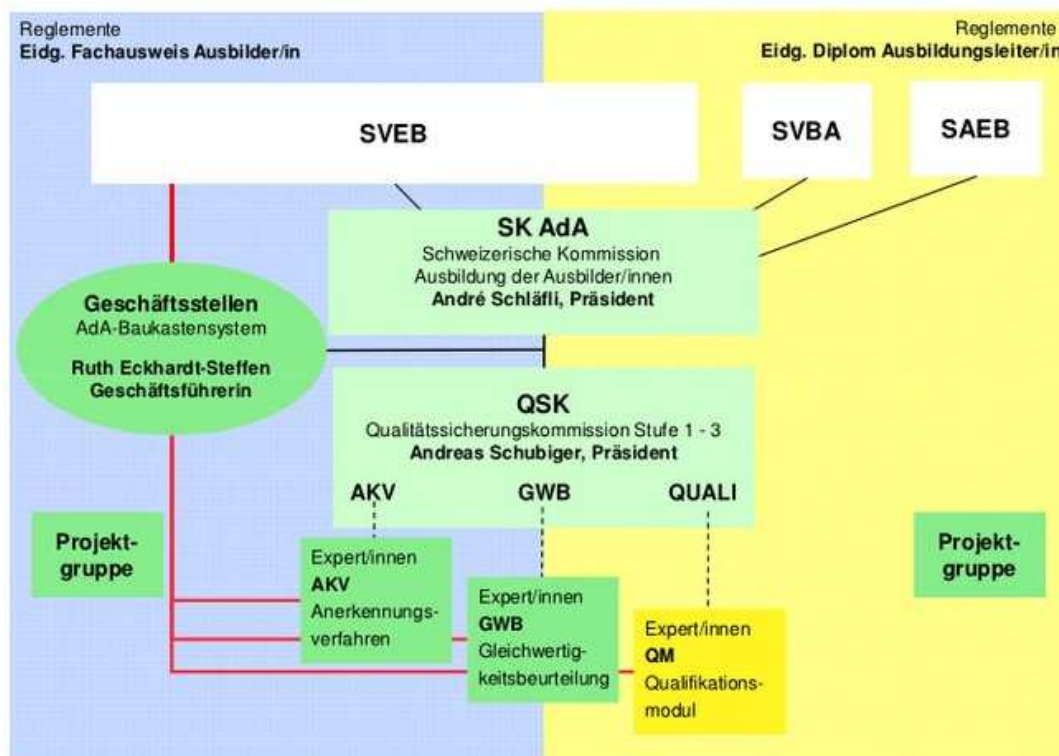 Reglemente
Eidg. Fachausweis Ausbilder/in
Reglemente
Eidg. Diplom Ausbildungsleiter/in
SVEB
SVBA
SAEB
SK AdA
Schweizerische Kommission
Ausbildung der Ausbilder/innen
André Schläfli, Präsident
Geschäftsstellen
AdA-Baukastensystem
Ruth Eckhardt-Steffen
Geschäftsführerin
QSK
Qualitätssicherungskommission Stufe 1 - 3
Andreas Schubiger, Präsident
AKV
GWB
QUALI
Projekt-
gruppe
Expert/innen
AKV
Anerkennungs-
verfahren
Expert/innen
GWB
Gleichwertig-
keitsbeurteilung
Expert/innen
QM
Qualifikations-
modul
Projekt-
gruppe